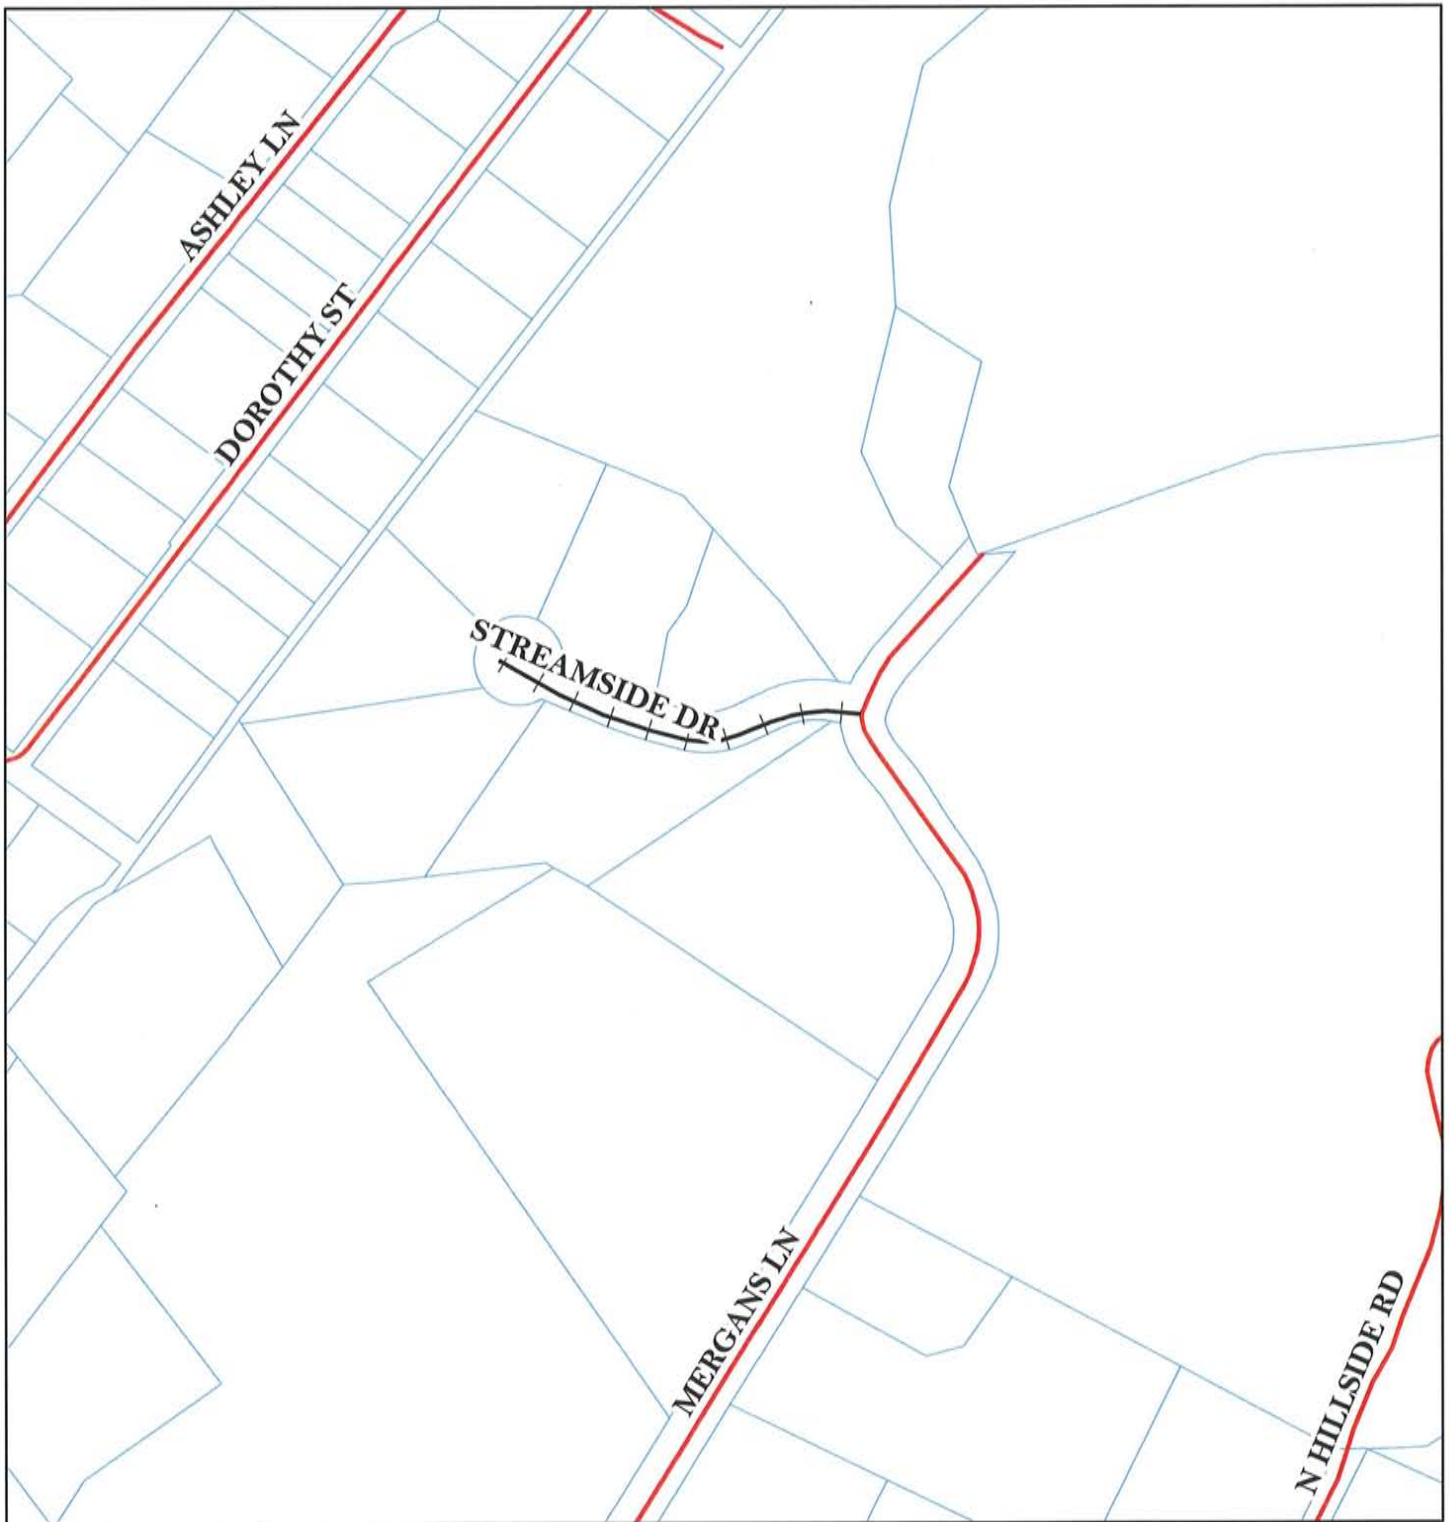 ASHLEY LN
DOROTHY ST
STREAMSIDE DR
MERGANS LN
N HILLSIDE RD